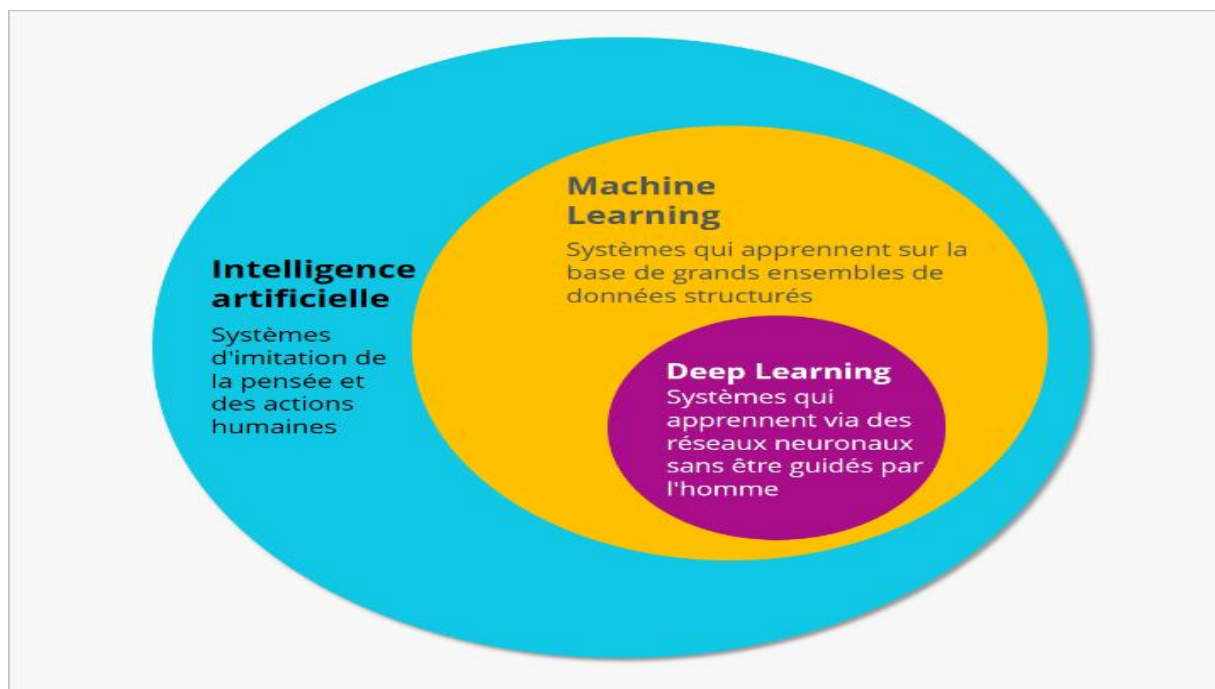 Intelligence
artificielle
Systèmes
d'imitation de
la pensée et
des actions
humaines
Machine
Learning
Systèmes qui apprennent sur la
base de grands ensembles de
données structurés
Deep Learning
Systèmes qui
apprennent via des
réseaux neuronaux
sans être guidés par
l'homme